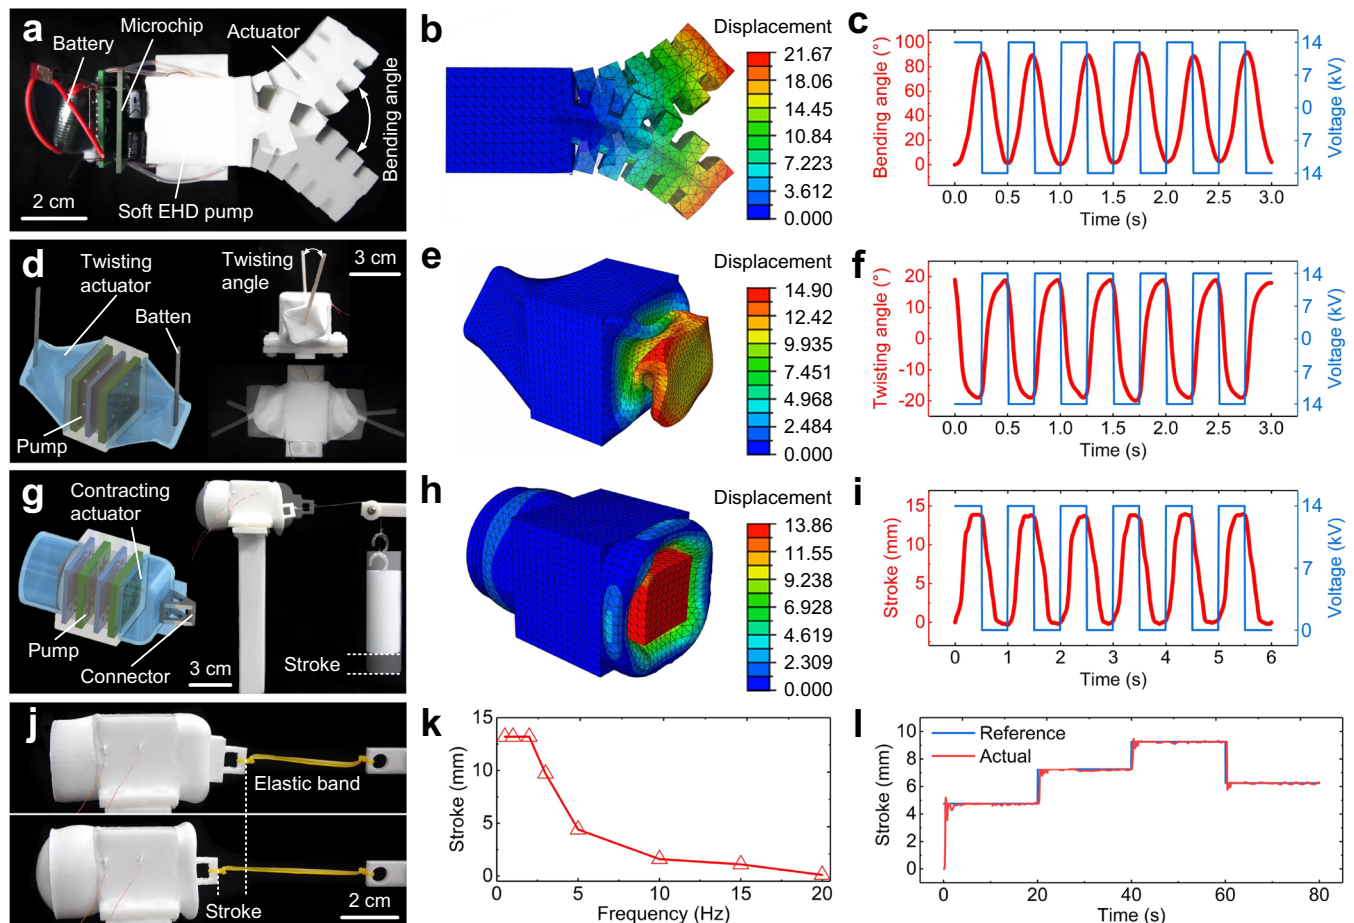 a
Battery
Microchip
Actuator
Bending angle
2 cm
Soft EHD pump
b
Displacement
21.67
18.06
14.45
10.84
7.223
3.612
0.000
c
Bending angle (°)
100
80
60
40
20
0
14
7
0
7
14
Voltage (kV)
0.0 0.5 1.0 1.5 2.0 2.5 3.0
Time (s)
d
Twisting
actuator
Batten
Pump
Twisting
angle
3 cm
e
Displacement
14.90
12.42
9.935
7.451
4.968
2.484
0.000
f
Twisting angle (°)
20
10
0
-10
-20
14
7
0
7
14
Voltage (kV)
0.0 0.5 1.0 1.5 2.0 2.5 3.0
Time (s)
g
Contracting
actuator
Pump
Connector
3 cm
Stroke
h
Displacement
13.86
11.55
9.238
6.928
4.619
2.309
0.000
i
Stroke (mm)
15
10
5
0
14
7
0
Voltage (kV)
0 1 2 3 4 5 6
Time (s)
j
Elastic band
Stroke
2 cm
k
Stroke (mm)
15
10
5
0
5 10 15 20
Frequency (Hz)
l
Reference
Actual
Stroke (mm)
10
8
6
4
2
0
0 20 40 60 80
Time (s)